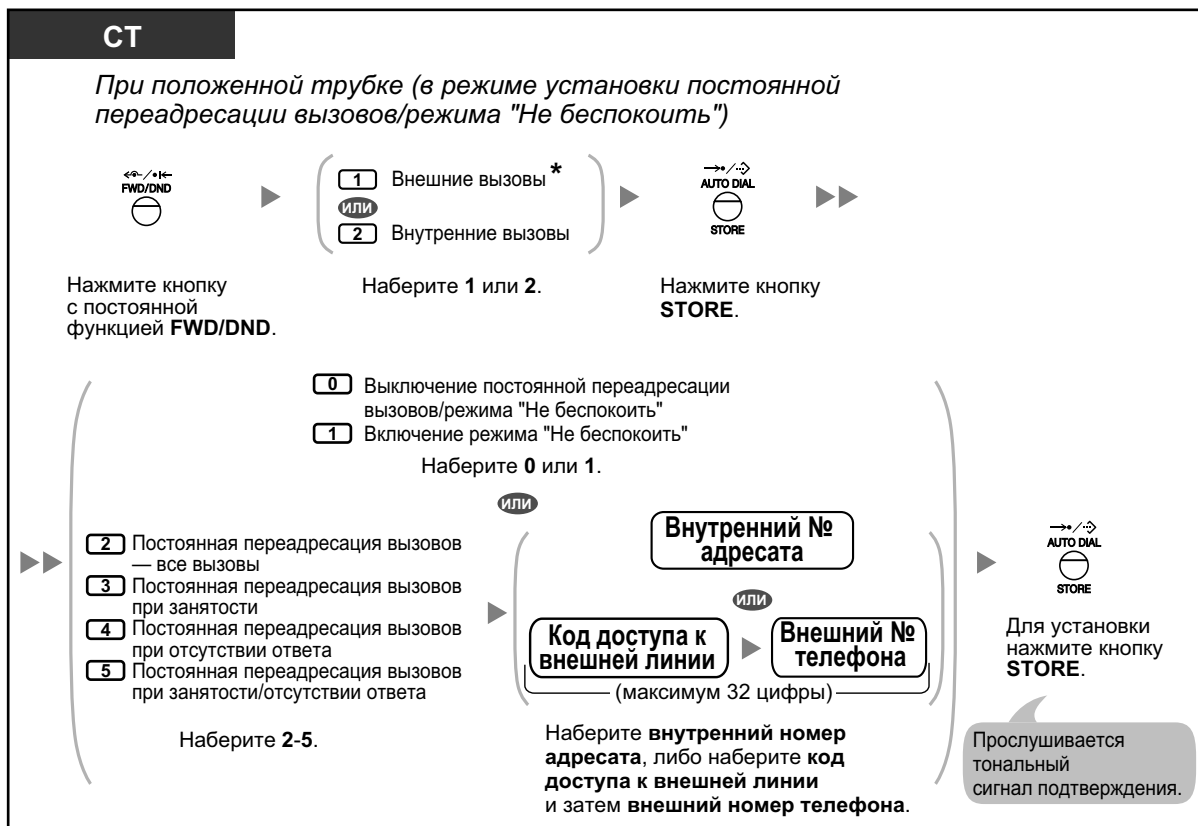 СТ
При положенной трубке (в режиме установки постоянной
переадресации вызовов/режима "Не беспокоить")
FWD/DND
1 Внешние вызовы *
ИЛИ
2 Внутренние вызовы
AUTO DIAL
STORE
Нажмите кнопку
с постоянной
функцией FWD/DND.
Наберите 1 или 2.
Нажмите кнопку
STORE.
0 Выключение постоянной переадресации
вызовов/режима "Не беспокоить"
1 Включение режима "Не беспокоить"
Наберите 0 или 1.
ИЛИ
2 Постоянная переадресация вызовов
— все вызовы
3 Постоянная переадресация вызовов
при занятости
4 Постоянная переадресация вызовов
при отсутствии ответа
5 Постоянная переадресация вызовов
при занятости/отсутствии ответа
Наберите 2-5.
Внутренний №
адресата
ИЛИ
Код доступа к
внешней линии
Внешний №
телефона
(максимум 32 цифры)
Наберите внутренний номер
адресата, либо наберите код
доступа к внешней линии
и затем внешний номер телефона.
AUTO DIAL
STORE
Для установки
нажмите кнопку
STORE.
Прослушивается
тональный
сигнал подтверждения.